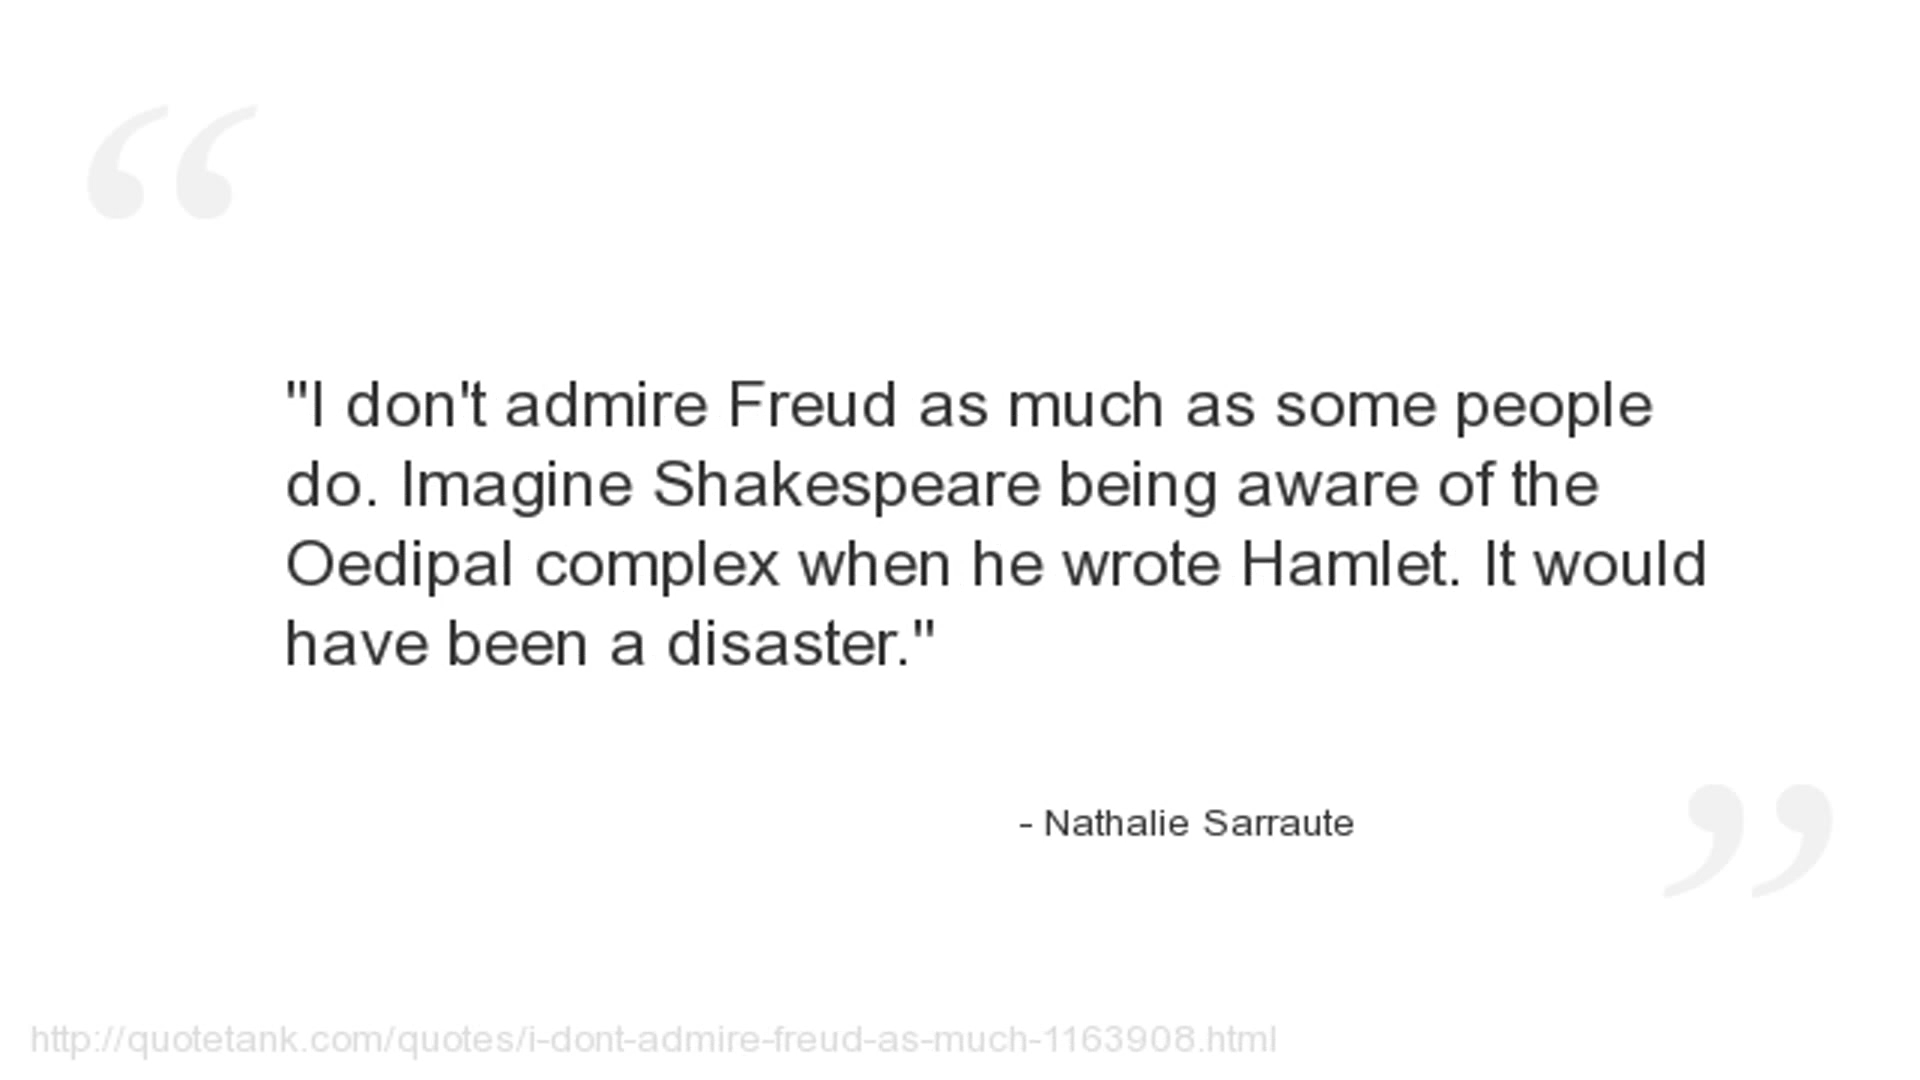 "I don't admire Freud as much as some people
do. Imagine Shakespeare being aware of the
Oedipal complex when he wrote Hamlet. It would
have been a disaster."
- Nathalie Sarraute
http://quotetank.com/quotes/i-dont-admire-freud-as-much-1163908.html